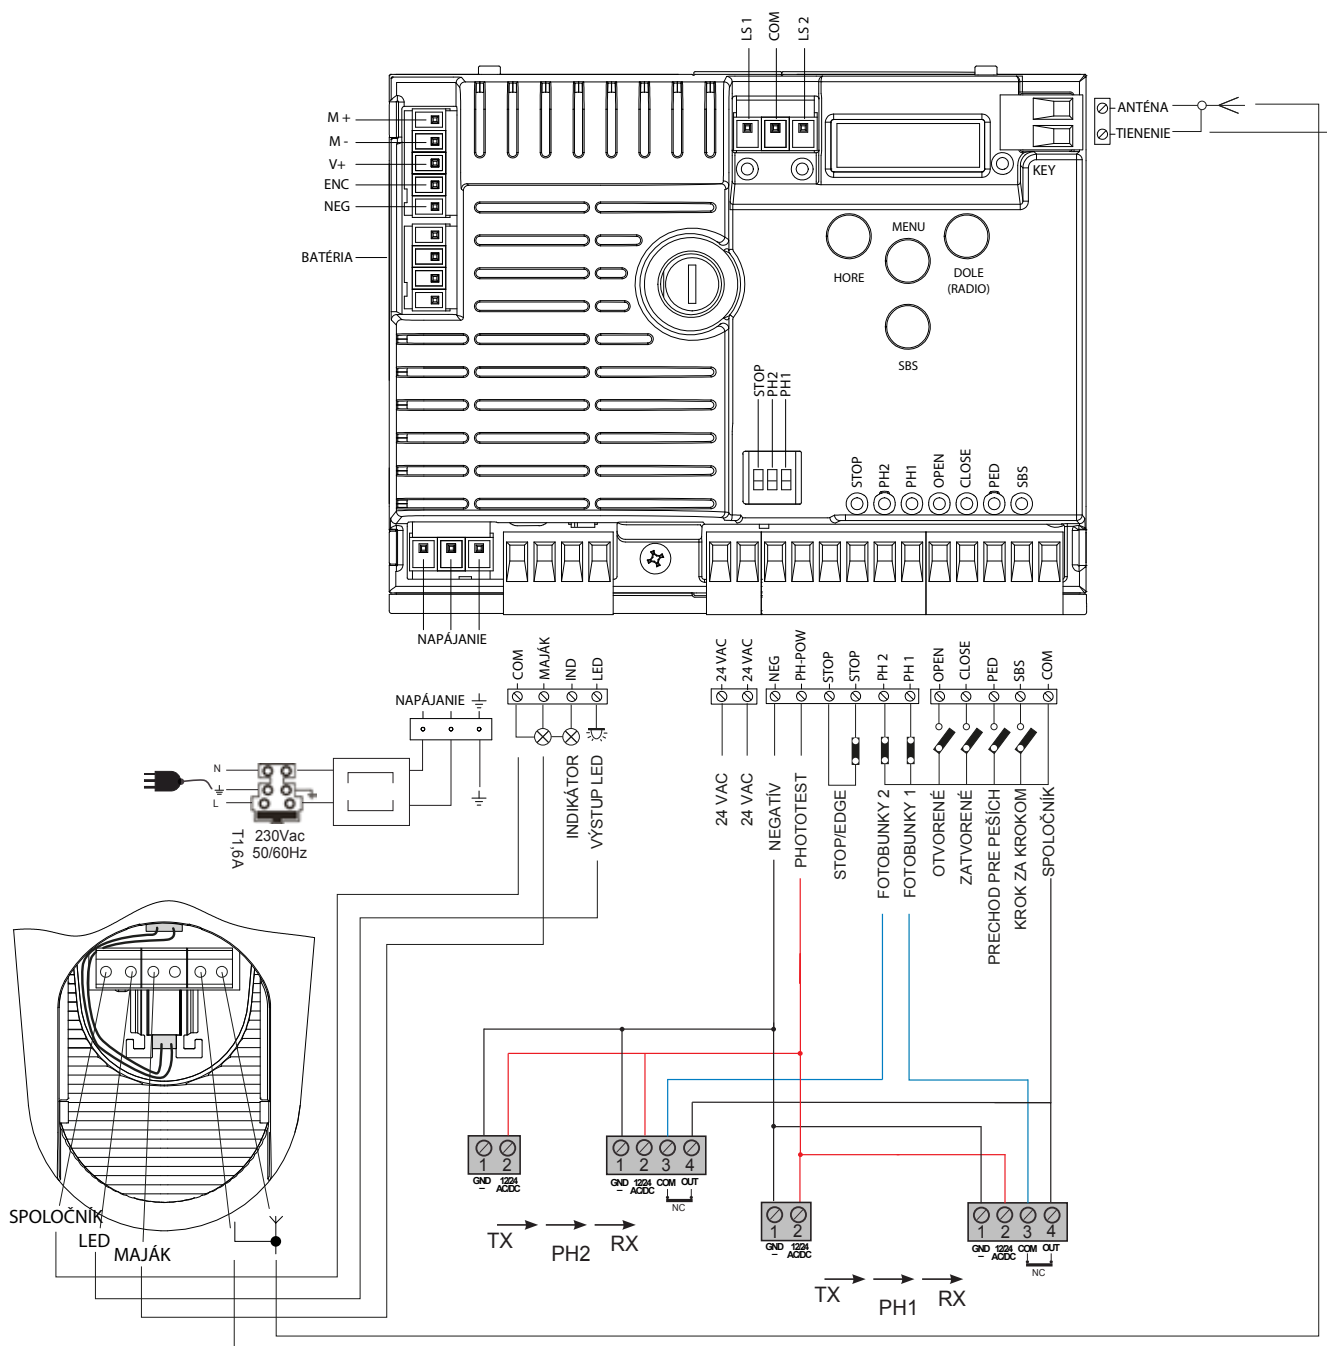 LS 1
COM
LS 2
M +
M -
V+
ENC
NEG
BATÉRIA
ANTÉNA
TIENENIE
KEY
MENU
HORE
DOLE
(RADIO)
SBS
STOP
PH2
PH1
STOP
PH2
PH1
OPEN
CLOSE
PED
SBS
NAPÁJANIE
COM
MAJÁK
IND
LED
24 VAC
24 VAC
NEG
PH-POW
STOP
STOP
PH 2
PH 1
OPEN
CLOSE
PED
SBS
COM
NAPÁJANIE
N
L
T1,6A
230Vac
50/60Hz
INDIKÁTOR
VÝSTUP LED
24 VAC
24 VAC
NEGATÍV
PHOTOTEST
STOP/EDGE
FOTOBUNKY 2
FOTOBUNKY 1
OTVORENÉ
ZATVORENÉ
PRECHOD PRE PEŠÍCH
KROK ZA KROKOM
SPOLOČNÍK
1 2
GND 12/24
– AC/DC
1 2 3 4
GND 12/24 COM OUT
– AC/DC
NC
TX PH2 RX
1 2
GND 12/24
– AC/DC
1 2 3 4
GND 12/24 COM OUT
– AC/DC
NC
TX PH1 RX
SPOLOČNÍK
LED
MAJÁK